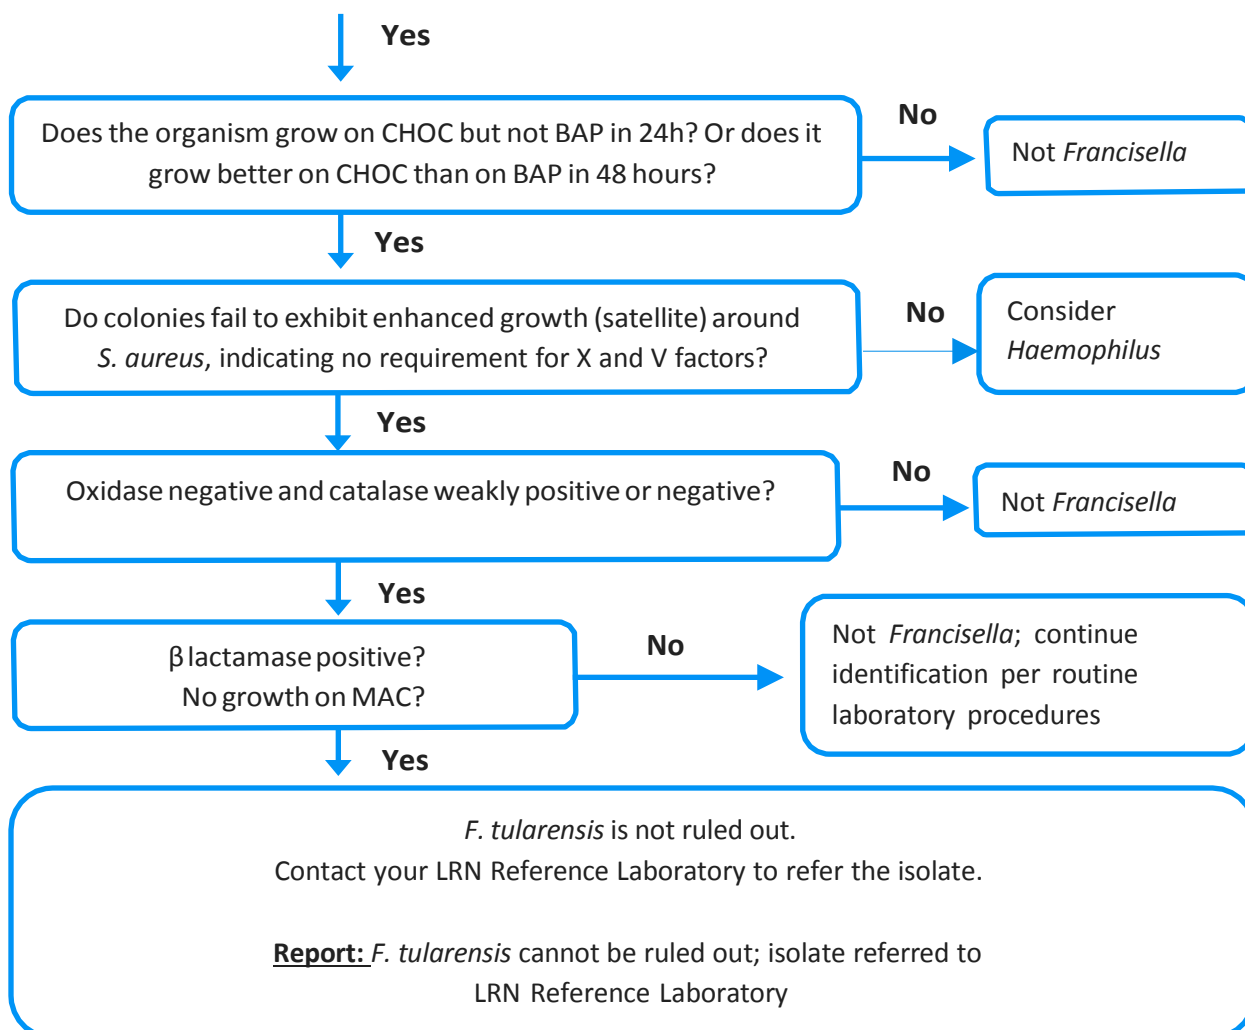 Yes
Does the organism grow on CHOC but not BAP in 24h? Or does it
grow better on CHOC than on BAP in 48 hours?
No
Not Francisella
Yes
Do colonies fail to exhibit enhanced growth (satellite) around
S. aureus, indicating no requirement for X and V factors?
No
Consider
Haemophilus
Yes
Oxidase negative and catalase weakly positive or negative?
No
Not Francisella
Yes
β lactamase positive?
No growth on MAC?
No
Not Francisella; continue
identification per routine
laboratory procedures
Yes
F. tularensis is not ruled out.
Contact your LRN Reference Laboratory to refer the isolate.
Report: F. tularensis cannot be ruled out; isolate referred to
LRN Reference Laboratory